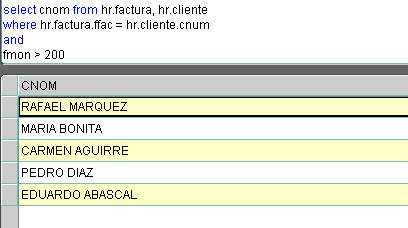 select cnom from hr.factura, hr.cliente
where hr.factura.ffac = hr.cliente.cnum
and
fmon > 200
CNOM
RAFAEL MARQUEZ
MARIA BONITA
CARMEN AGUIRRE
PEDRO DIAZ
EDUARDO ABASCAL